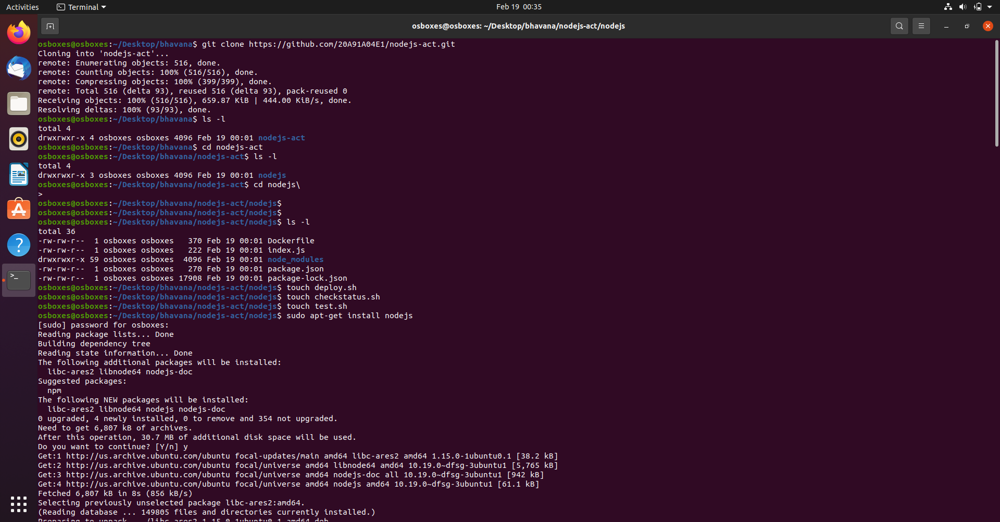 Activities
Terminal
Feb 19 00:35
osboxes@osboxes: ~/Desktop/bhavana/nodejs-act/nodejs
osboxes@osboxes:~/Desktop/bhavana$ git clone https://github.com/20A91A04E1/nodejs-act.git
Cloning into 'nodejs-act'...
remote: Enumerating objects: 516, done.
remote: Counting objects: 100% (516/516), done.
remote: Compressing objects: 100% (399/399), done.
remote: Total 516 (delta 93), reused 516 (delta 93), pack-reused 0
Receiving objects: 100% (516/516), 659.87 KiB | 444.00 KiB/s, done.
Resolving deltas: 100% (93/93), done.
osboxes@osboxes:~/Desktop/bhavana$ ls -l
total 4
drwxrwxr-x 4 osboxes osboxes 4096 Feb 19 00:01 nodejs-act
osboxes@osboxes:~/Desktop/bhavana$ cd nodejs-act
osboxes@osboxes:~/Desktop/bhavana/nodejs-act$ ls -l
total 4
drwxrwxr-x 3 osboxes osboxes 4096 Feb 19 00:01 nodejs
osboxes@osboxes:~/Desktop/bhavana/nodejs-act$ cd nodejs\
>
osboxes@osboxes:~/Desktop/bhavana/nodejs-act/nodejs$
osboxes@osboxes:~/Desktop/bhavana/nodejs-act/nodejs$
osboxes@osboxes:~/Desktop/bhavana/nodejs-act/nodejs$ ls -l
total 36
-rw-rw-r--  1 osboxes osboxes   370 Feb 19 00:01 Dockerfile
-rw-rw-r--  1 osboxes osboxes   222 Feb 19 00:01 index.js
drwxrwxr-x 59 osboxes osboxes  4096 Feb 19 00:01 node_modules
-rw-rw-r--  1 osboxes osboxes   270 Feb 19 00:01 package.json
-rw-rw-r--  1 osboxes osboxes 17908 Feb 19 00:01 package-lock.json
osboxes@osboxes:~/Desktop/bhavana/nodejs-act/nodejs$ touch deploy.sh
osboxes@osboxes:~/Desktop/bhavana/nodejs-act/nodejs$ touch checkstatus.sh
osboxes@osboxes:~/Desktop/bhavana/nodejs-act/nodejs$ touch test.sh
osboxes@osboxes:~/Desktop/bhavana/nodejs-act/nodejs$ sudo apt-get install nodejs
[sudo] password for osboxes:
Reading package lists... Done
Building dependency tree
Reading state information... Done
The following additional packages will be installed:
  libc-ares2 libnode64 nodejs-doc
Suggested packages:
  npm
The following NEW packages will be installed:
  libc-ares2 libnode64 nodejs nodejs-doc
0 upgraded, 4 newly installed, 0 to remove and 354 not upgraded.
Need to get 6,807 kB of archives.
After this operation, 30.7 MB of additional disk space will be used.
Do you want to continue? [Y/n] y
Get:1 http://us.archive.ubuntu.com/ubuntu focal-updates/main amd64 libc-ares2 amd64 1.15.0-1ubuntu0.1 [38.2 kB]
Get:2 http://us.archive.ubuntu.com/ubuntu focal/universe amd64 libnode64 amd64 10.19.0~dfsg-3ubuntu1 [5,765 kB]
Get:3 http://us.archive.ubuntu.com/ubuntu focal/universe amd64 nodejs-doc all 10.19.0~dfsg-3ubuntu1 [942 kB]
Get:4 http://us.archive.ubuntu.com/ubuntu focal/universe amd64 nodejs amd64 10.19.0~dfsg-3ubuntu1 [61.1 kB]
Fetched 6,807 kB in 8s (856 kB/s)
Selecting previously unselected package libc-ares2:amd64.
(Reading database ... 149805 files and directories currently installed.)
Preparing to unpack .../libc-ares2_1.15.0-1ubuntu0.1_amd64.deb